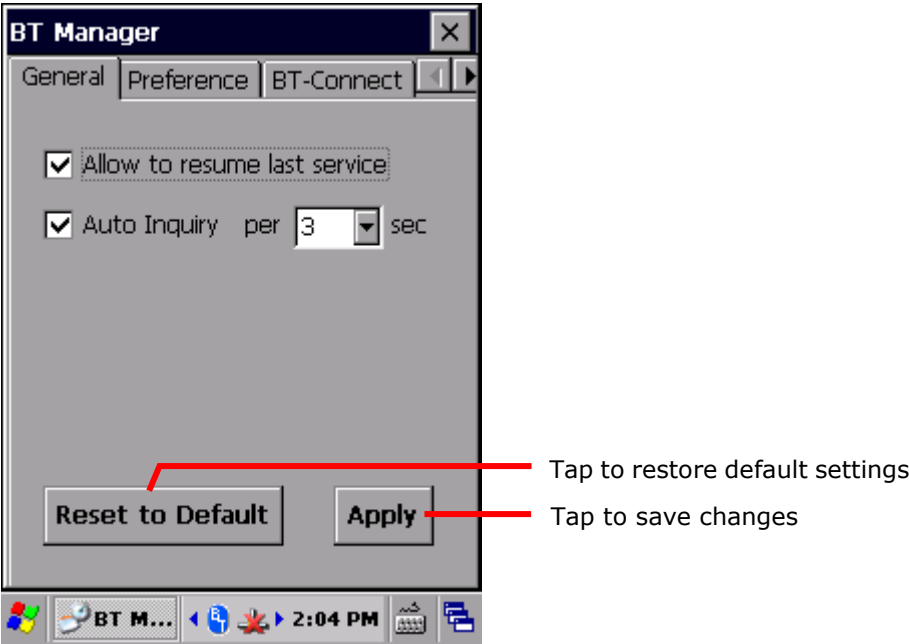 BT Manager
General Preference BT-Connect
Allow to resume last service
Auto Inquiry per 3 sec
Tap to restore default settings
Reset to Default Apply Tap to save changes
BT M... 2:04 PM